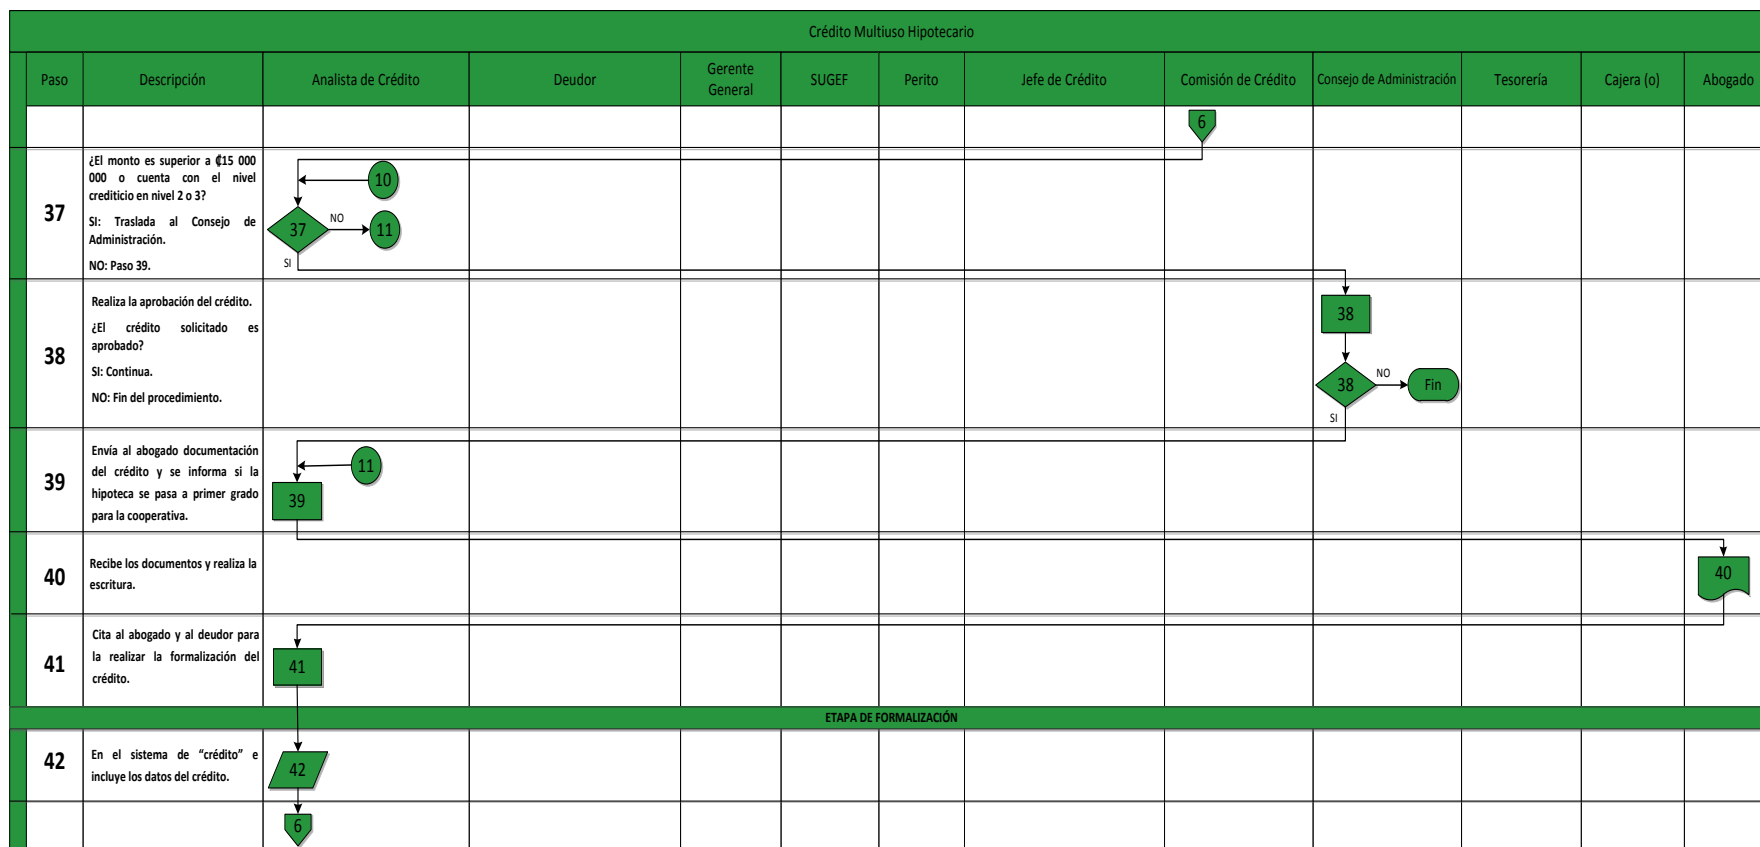 Crédito Multiuso Hipotecario
Paso
Descripción
Analista de Crédito
Deudor
Gerente
General
SUGEF
Perito
Jefe de Crédito
Comisión de Crédito
Consejo de Administración
Tesorería
Cajera (o)
Abogado
6
37
¿El monto es superior a ₡15 000
000 o cuenta con el nivel
crediticio en nivel 2 o 3?
SI: Traslada al Consejo de
Administración.
NO: Paso 39.
10
37
NO
11
SI
38
Realiza la aprobación del crédito.
¿El crédito solicitado es
aprobado?
SI: Continua.
NO: Fin del procedimiento.
38
38
NO
Fin
SI
39
Envía al abogado documentación
del crédito y se informa si la
hipoteca se pasa a primer grado
para la cooperativa.
11
39
40
Recibe los documentos y realiza la
escritura.
40
41
Cita al abogado y al deudor para
la realizar la formalización del
crédito.
41
ETAPA DE FORMALIZACIÓN
42
En el sistema de “crédito” e
incluye los datos del crédito.
42
6